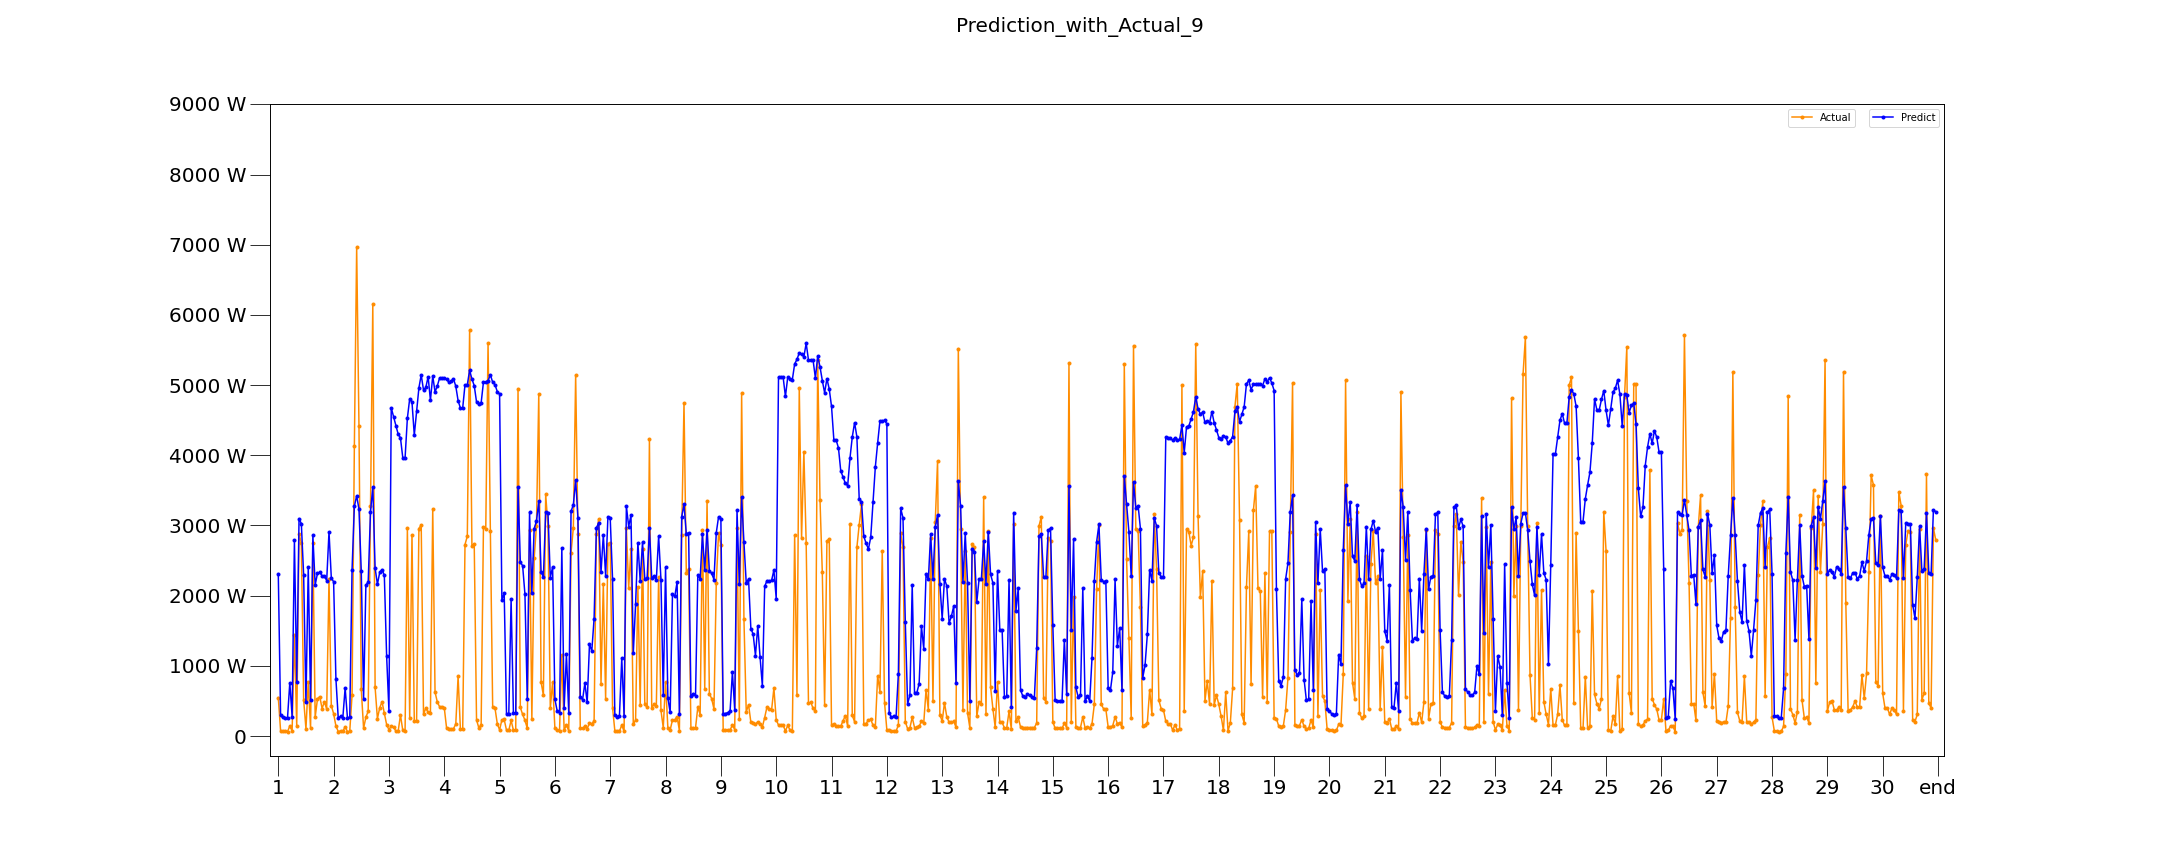 Prediction_with_Actual_9
Actual Predict
9000 W
8000 W
7000 W
6000 W
5000 W
4000 W
3000 W
2000 W
1000 W
0
1 2 3 4 5 6 7 8 9 10 11 12 13 14 15 16 17 18 19 20 21 22 23 24 25 26 27 28 29 30 end